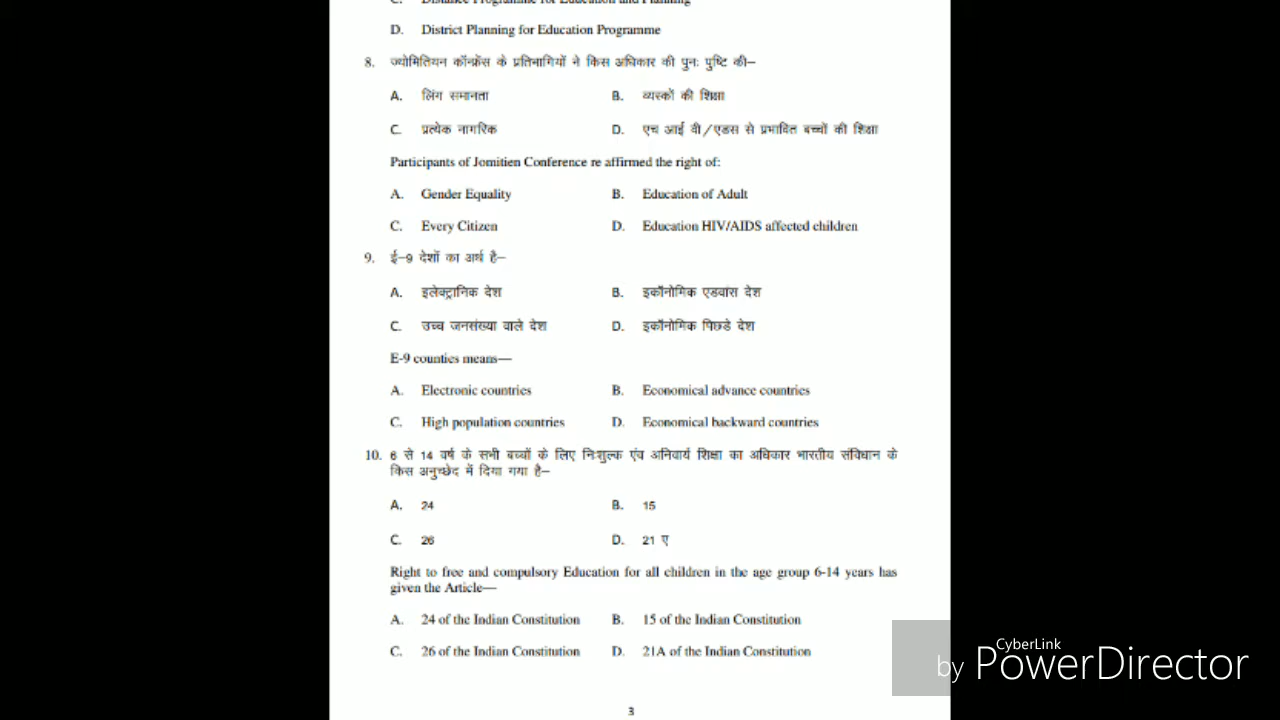 C. Distance Programme for Education and Planning
D. District Planning for Education Programme
8. ज्योमितियन कॉन्फ्रेंस के प्रतिभागियों ने किस अधिकार की पुनः पुष्टि की–
A. लिंग समानता B. व्यस्कों की शिक्षा
C. प्रत्येक नागरिक D. एच आई वी/एडस से प्रभावित बच्चों की शिक्षा
Participants of Jomitien Conference re affirmed the right of:
A. Gender Equality B. Education of Adult
C. Every Citizen D. Education HIV/AIDS affected children
9. ई–9 देशों का अर्थ है–
A. इलेक्ट्रानिक देश B. इकॉनोमिक एडवांस देश
C. उच्च जनसंख्या वाले देश D. इकॉनोमिक पिछडे देश
E-9 counties means—
A. Electronic countries B. Economical advance countries
C. High population countries D. Economical backward countries
10. 6 से 14 वर्ष के सभी बच्चों के लिए निःशुल्क एंव अनिवार्य शिक्षा का अधिकार भारतीय संविधान के
किस अनुच्छेद में दिया गया है–
A. 24 B. 15
C. 26 D. 21 ए
Right to free and compulsory Education for all children in the age group 6-14 years has
given the Article—
A. 24 of the Indian Constitution B. 15 of the Indian Constitution
C. 26 of the Indian Constitution D. 21A of the Indian Constitution
CyberLink
by PowerDirector
3